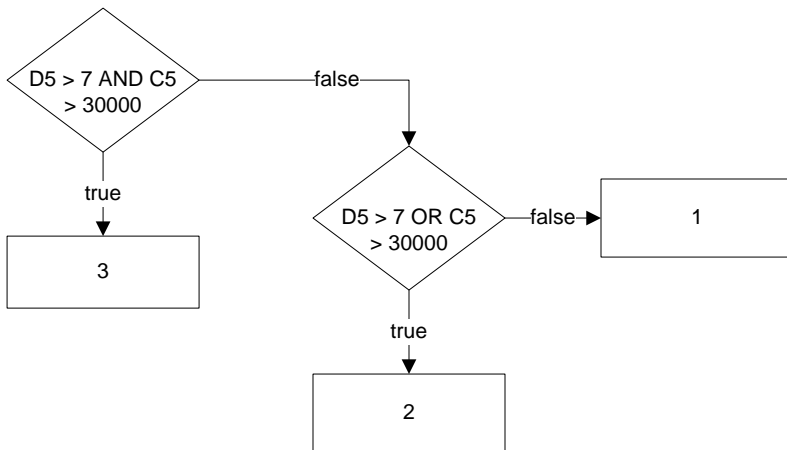 D5 > 7 AND C5
> 30000
false
true
3
D5 > 7 OR C5
> 30000
false
1
true
2